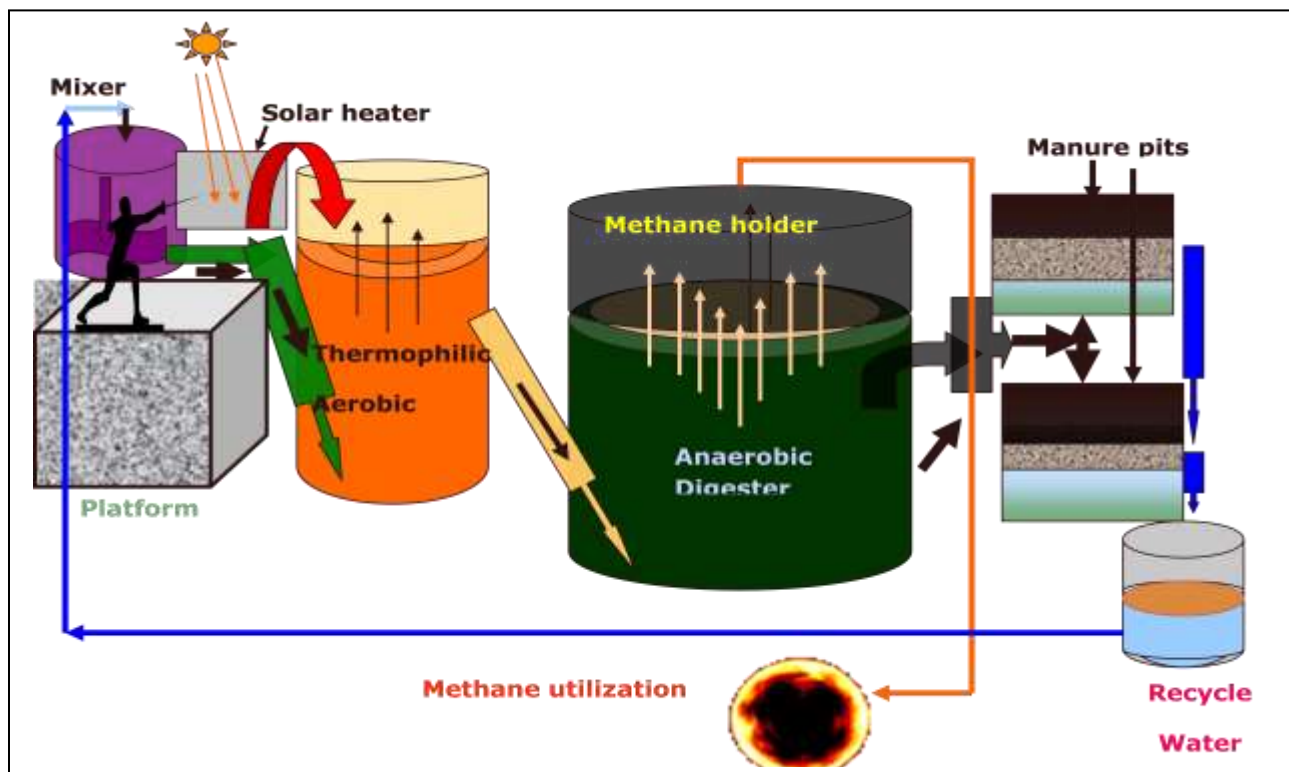 Mixer
Solar heater
Manure pits
Methane holder
Thermophilic
Aerobic
Anaerobic
Digester
Platform
Methane utilization
Recycle
Water